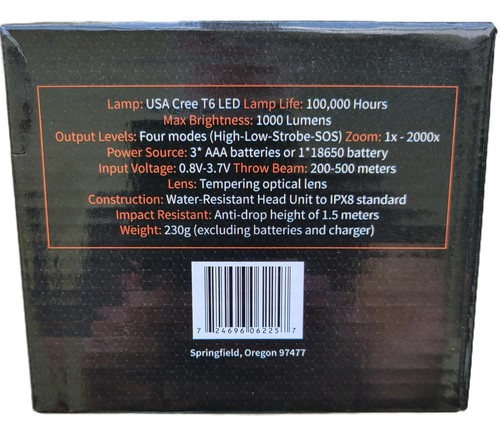 Lamp: USA Cree T6 LED Lamp Life: 100,000 Hours
Max Brightness: 1000 Lumens
Output Levels: Four modes (High-Low-Strobe-SOS) Zoom: 1x - 2000x
Power Source: 3* AAA batteries or 1*18650 battery
Input Voltage: 0.8V-3.7V Throw Beam: 200-500 meters
Lens: Tempering optical lens
Construction: Water-Resistant Head Unit to IPX8 standard
Impact Resistant: Anti-drop height of 1.5 meters
Weight: 230g (excluding batteries and charger)
7 24696 06225 7
Springfield, Oregon 97477